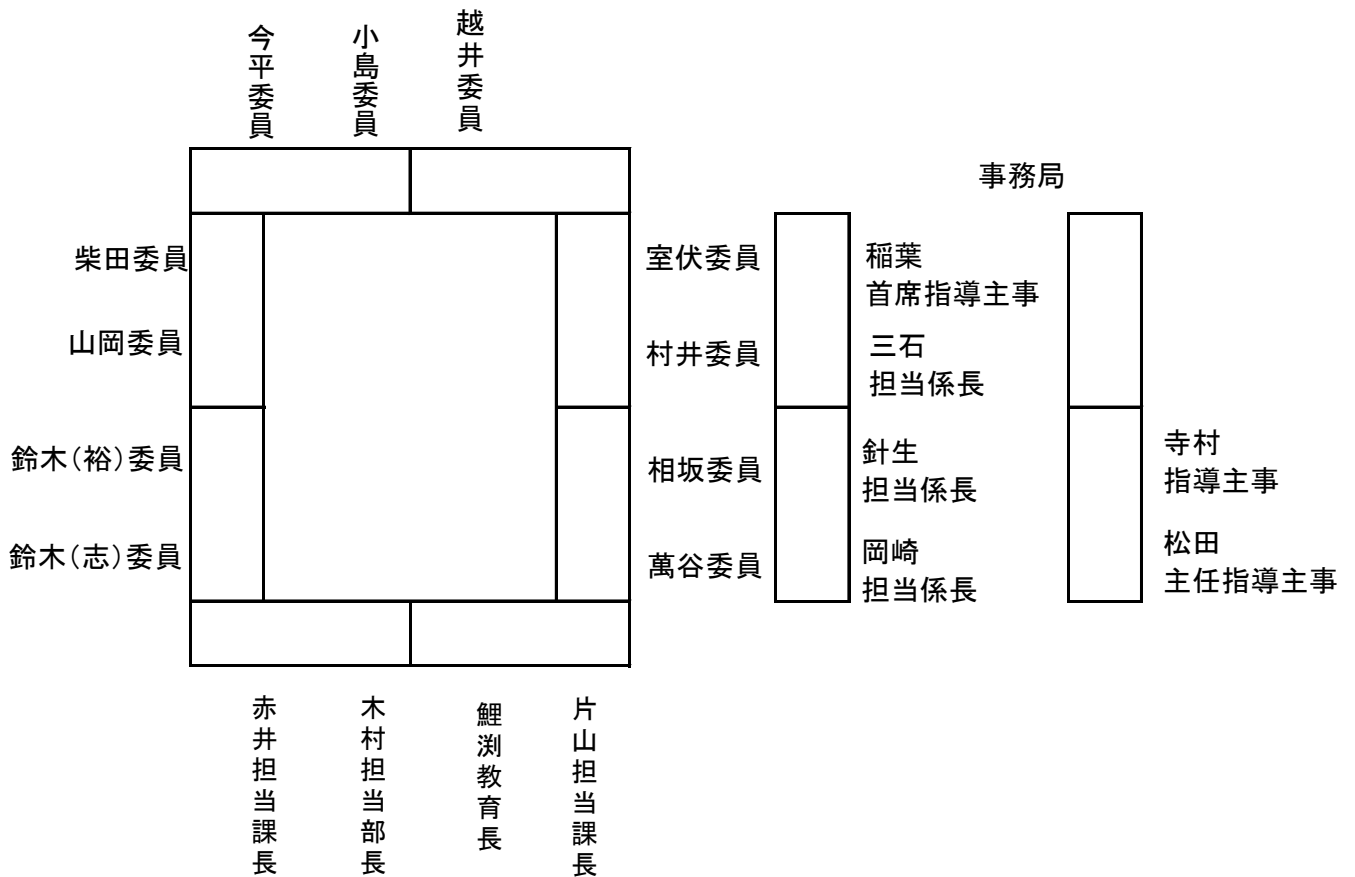 今平委員
小島委員
越井委員
事務局
柴田委員
山岡委員
鈴木(裕)委員
鈴木(志)委員
室伏委員
村井委員
相坂委員
萬谷委員
稲葉
首席指導主事
三石
担当係長
針生
担当係長
岡崎
担当係長
寺村
指導主事
松田
主任指導主事
赤井担当課長
木村担当部長
鯉渕教育長
片山担当課長